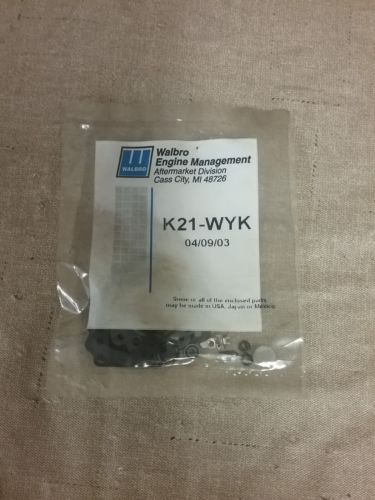 WALBRO
Walbro
Engine Management
Aftermarket Division
Cass City, MI 48726
K21-WYK
04/09/03
Some or all of the enclosed parts
may be made in USA, Japan or Mexico